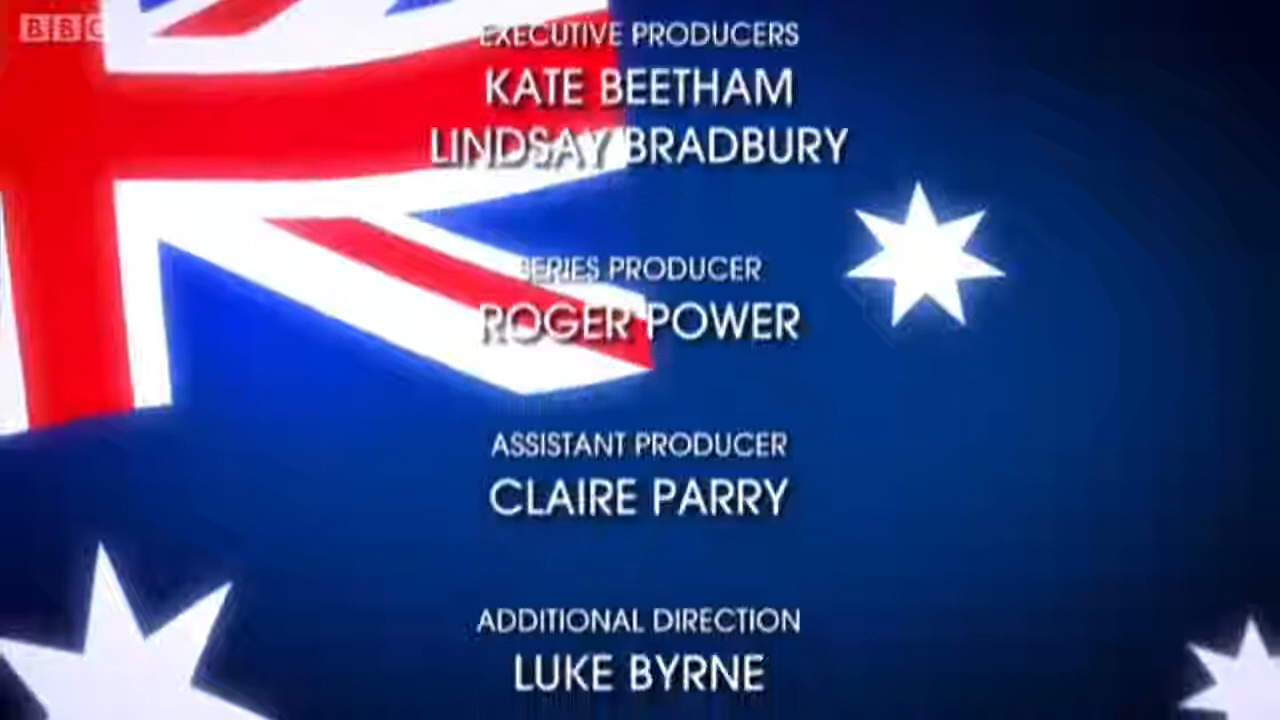 BBC
EXECUTIVE PRODUCERS
KATE BEETHAM
LINDSAY BRADBURY
SERIES PRODUCER
ROGER POWER
ASSISTANT PRODUCER
CLAIRE PARRY
ADDITIONAL DIRECTION
LUKE BYRNE